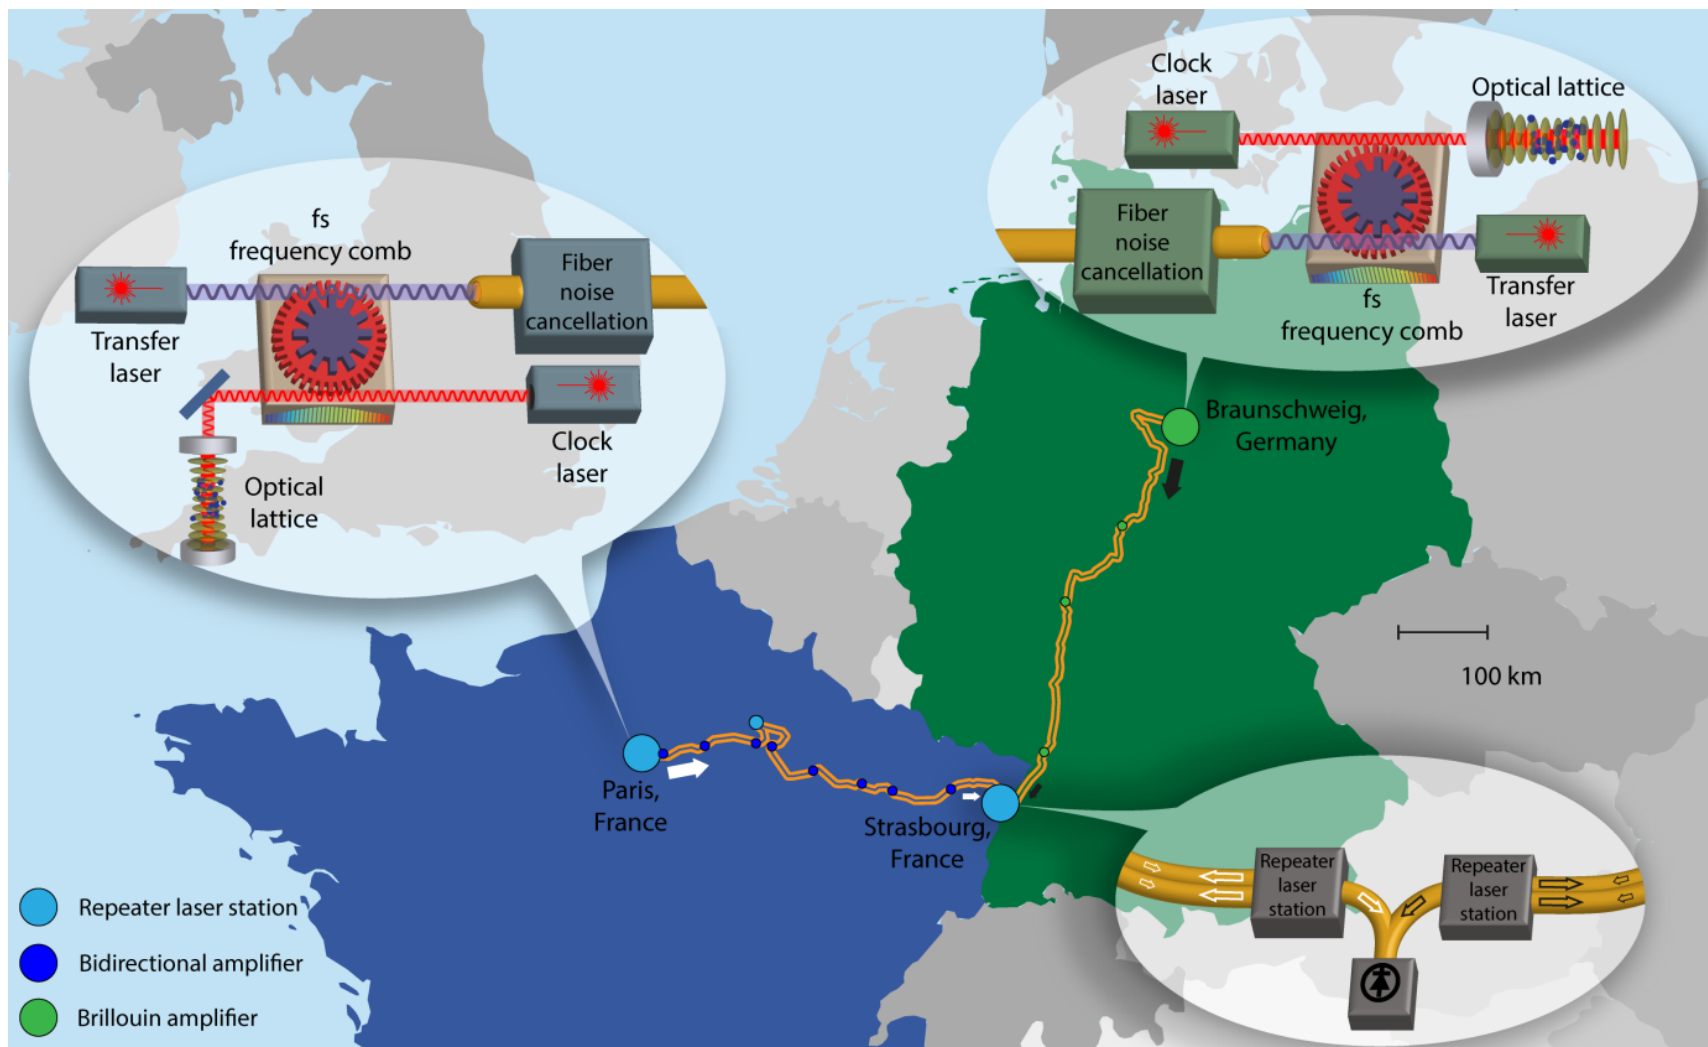 fs
frequency comb
Transfer
laser
Fiber
noise
cancellation
Clock
laser
Optical
lattice
Clock
laser
Optical lattice
Fiber
noise
cancellation
fs
frequency comb
Transfer
laser
Braunschweig,
Germany
100 km
Paris,
France
Strasbourg,
France
Repeater
laser
station
Repeater
laser
station
Repeater laser station
Bidirectional amplifier
Brillouin amplifier